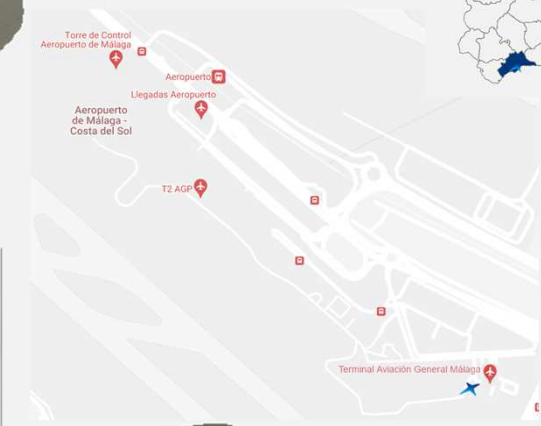 Torre de Control
Aeropuerto de Málaga
Aeropuerto
Llegadas Aeropuerto
Aeropuerto
de Málaga -
Costa del Sol
T2 AGP
Terminal Aviación General Málaga